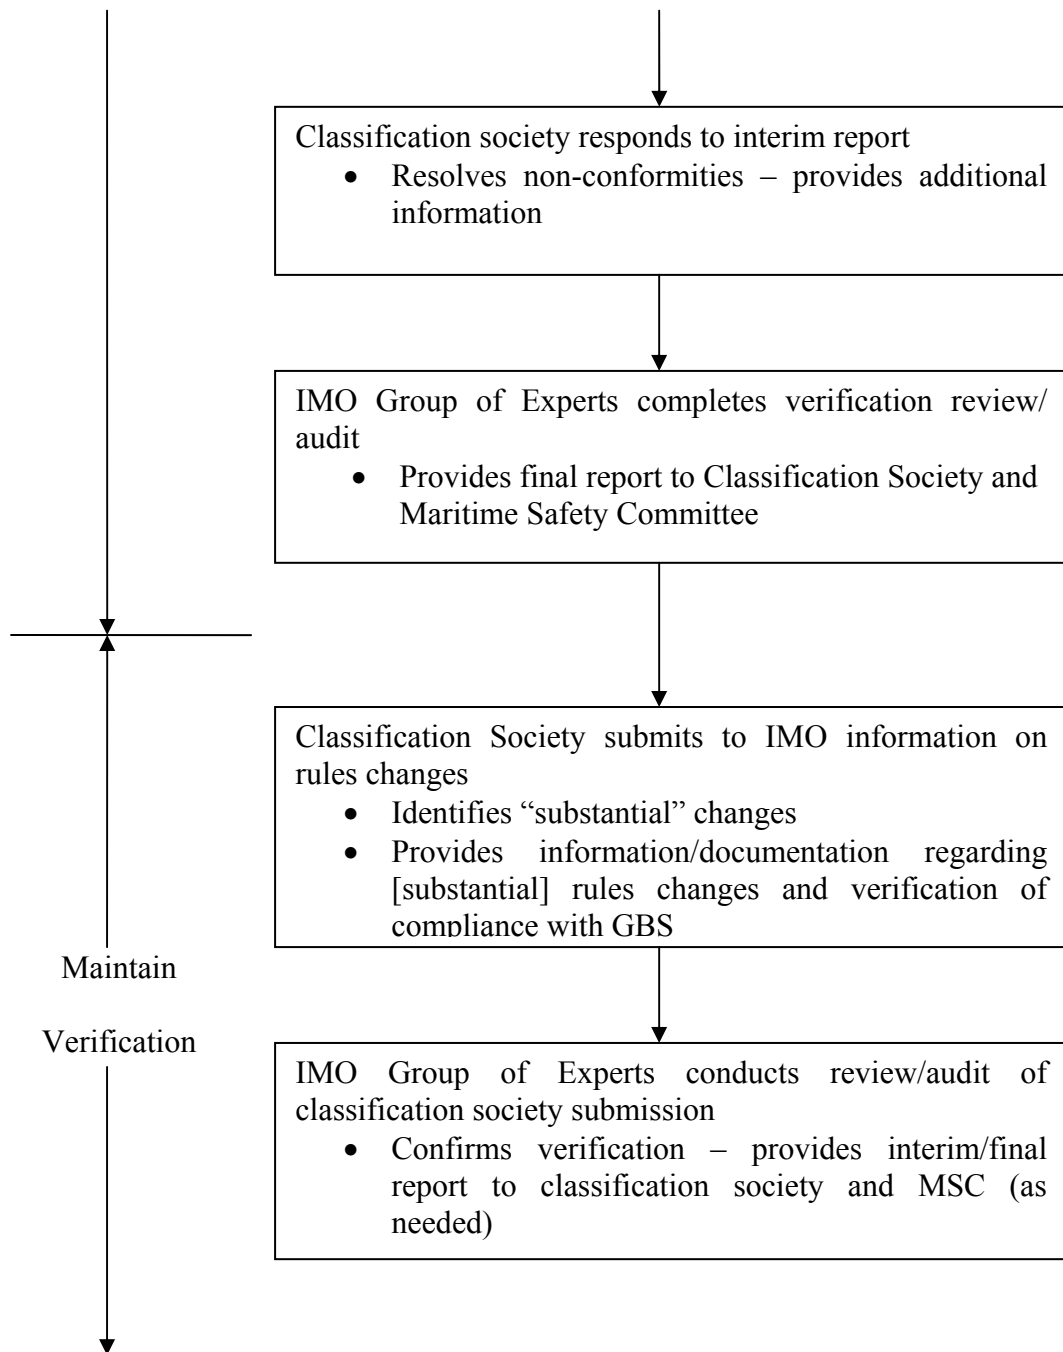 Classification society responds to interim report
• Resolves non-conformities – provides additional
information
IMO Group of Experts completes verification review/
audit
• Provides final report to Classification Society and
Maritime Safety Committee
Classification Society submits to IMO information on
rules changes
• Identifies “substantial” changes
• Provides information/documentation regarding
[substantial] rules changes and verification of
compliance with GBS
Maintain
Verification
IMO Group of Experts conducts review/audit of
classification society submission
• Confirms verification – provides interim/final
report to classification society and MSC (as
needed)